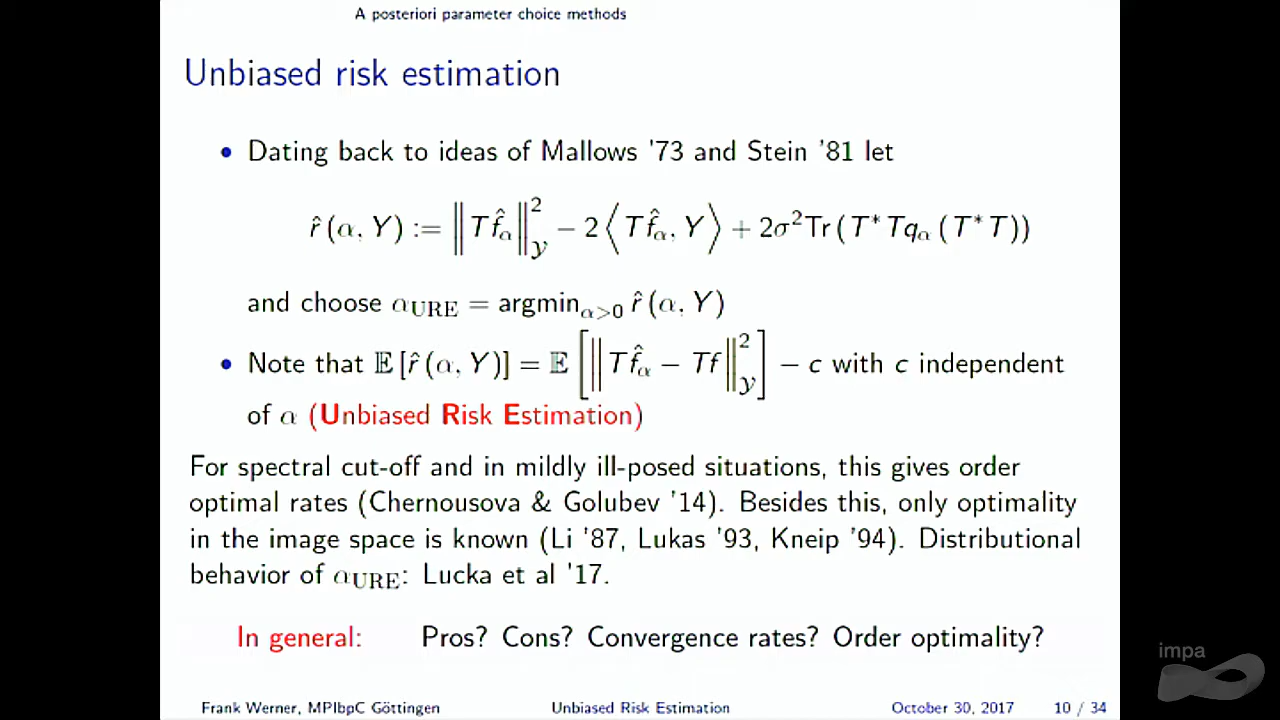 A posteriori parameter choice methods
Unbiased risk estimation
• Dating back to ideas of Mallows '73 and Stein '81 let
r̂ (α, Y) := ‖T f̂_α‖²_𝒴 − 2⟨T f̂_α, Y⟩ + 2σ²Tr (T* T q_α (T* T))
and choose α_URE = argmin_{α>0} r̂ (α, Y)
• Note that 𝔼 [r̂ (α, Y)] = 𝔼 [‖T f̂_α − Tf‖²_𝒴] − c with c independent
of α (Unbiased Risk Estimation)
For spectral cut-off and in mildly ill-posed situations, this gives order
optimal rates (Chernousova & Golubev '14). Besides this, only optimality
in the image space is known (Li '87, Lukas '93, Kneip '94). Distributional
behavior of α_URE: Lucka et al '17.
In general: Pros? Cons? Convergence rates? Order optimality?
impa
Frank Werner, MPIbpC Göttingen Unbiased Risk Estimation October 30, 2017 10 / 34